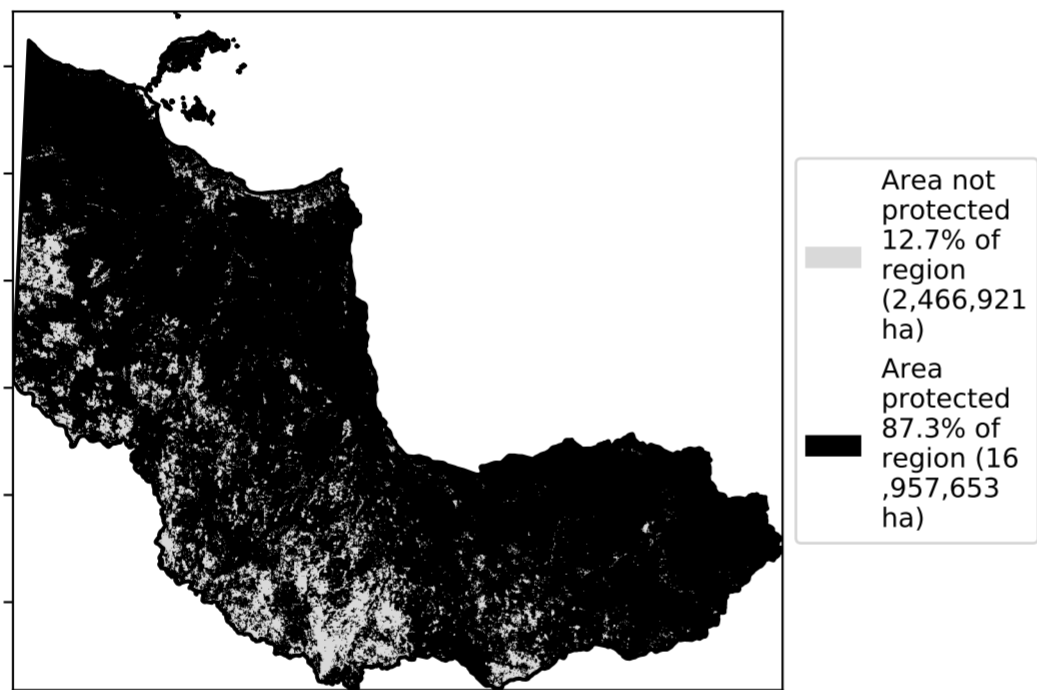 Area not
protected
12.7% of
region
(2,466,921
ha)
Area
protected
87.3% of
region (16
,957,653
ha)